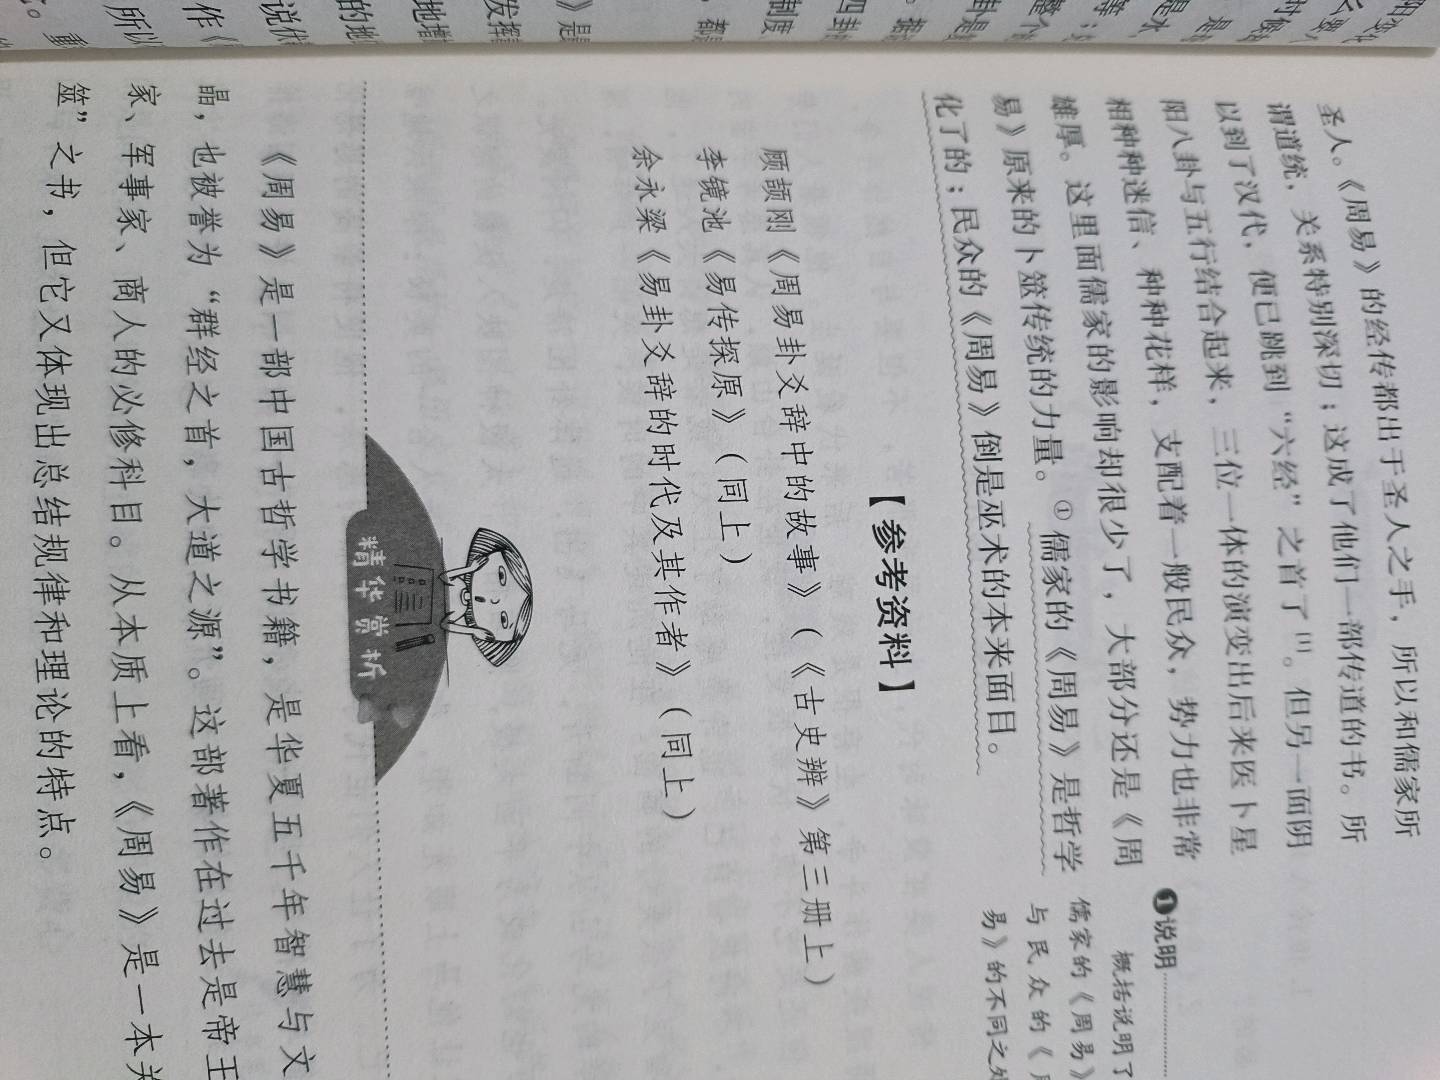 圣人。《周易》的经传都出于圣人之手，所以和儒家所
谓道统，关系特别深切；这成了他们一部传道的书。所
以到了汉代，便已跳到“六经”之首了[1]。但另一面阴
阳八卦与五行结合起来，三位一体的演变出后来医卜星
相种种迷信、种种花样，支配着一般民众，势力也非常
雄厚。这里面儒家的影响却很少了，大部分还是《周
易》原来的卜筮传统的力量。①儒家的《周易》是哲学
化了的；民众的《周易》倒是巫术的本来面目。
❶说明
概括说明了
儒家的《周易》
与民众的《
易》的不同之处
【参考资料】
顾颉刚《周易卦爻辞中的故事》（《古史辨》第三册上）
李镜池《易传探原》（同上）
余永梁《易卦爻辞的时代及其作者》（同上）
精华赏析
《周易》是一部中国古哲学书籍，是华夏五千年智慧与文
晶，也被誉为“群经之首，大道之源”。这部著作在过去是帝王
家、军事家、商人的必修科目。从本质上看，《周易》是一本关
筮”之书，但它又体现出总结规律和理论的特点。